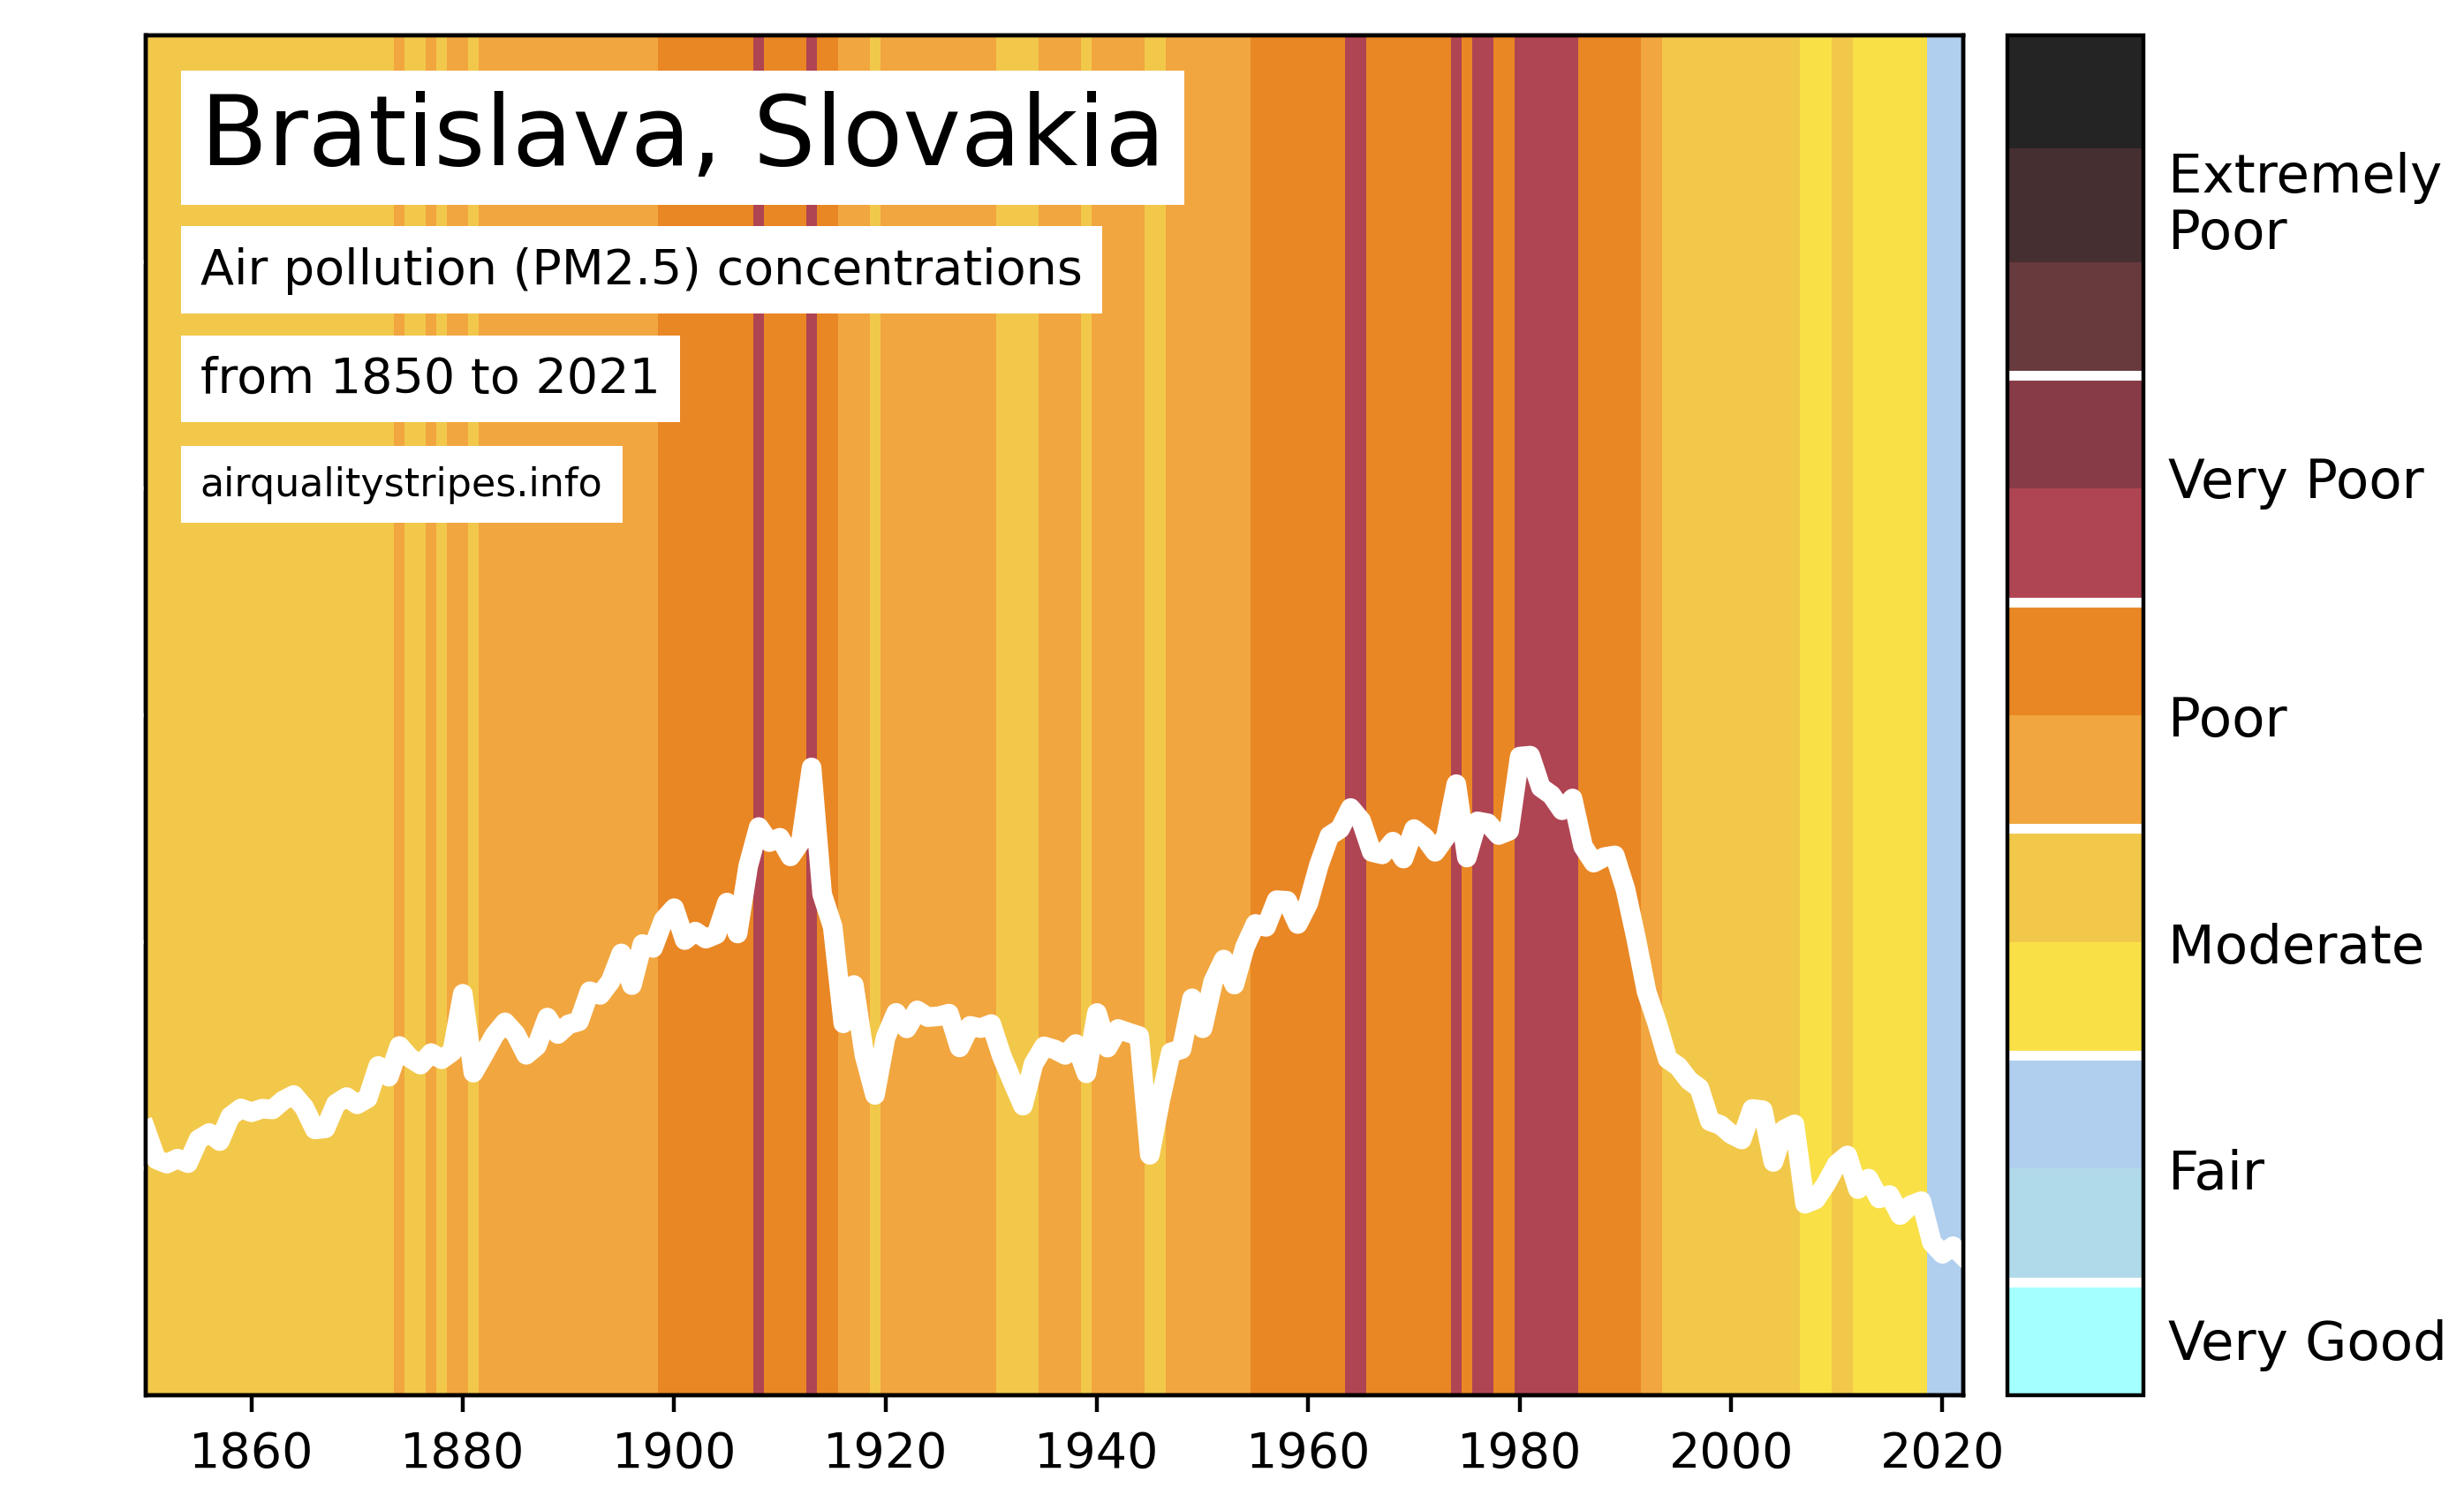 Bratislava, Slovakia
Air pollution (PM2.5) concentrations
from 1850 to 2021
airqualitystripes.info
Extremely
Poor
Very Poor
Poor
Moderate
Fair
Very Good
1860 1880 1900 1920 1940 1960 1980 2000 2020